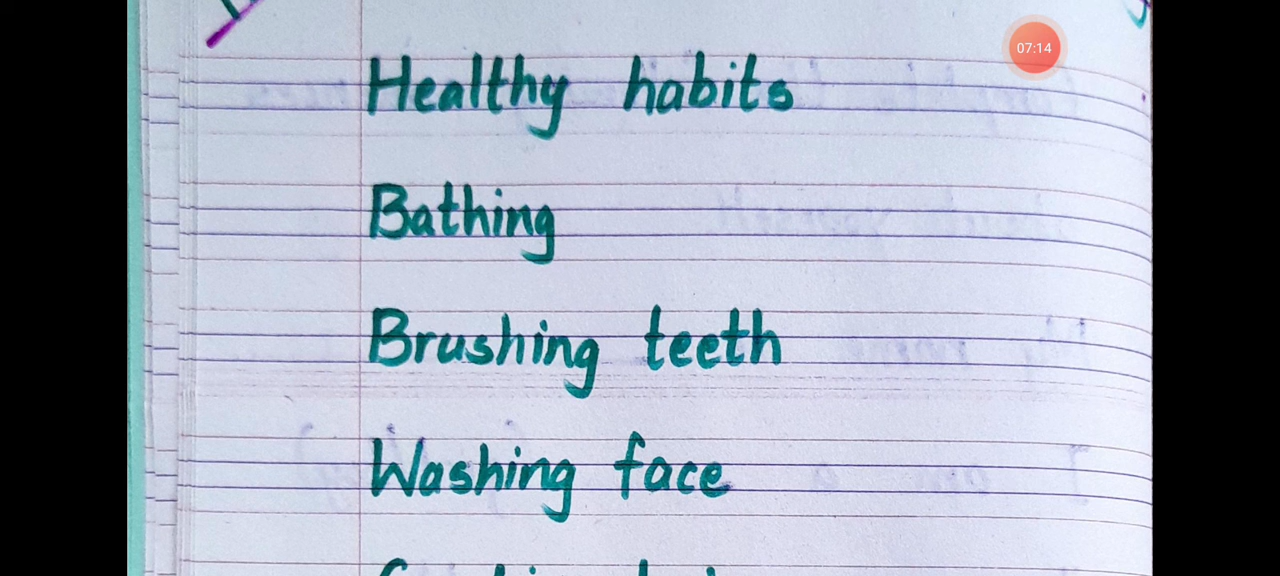 07:14
Healthy habits
Bathing
Brushing teeth
Washing face